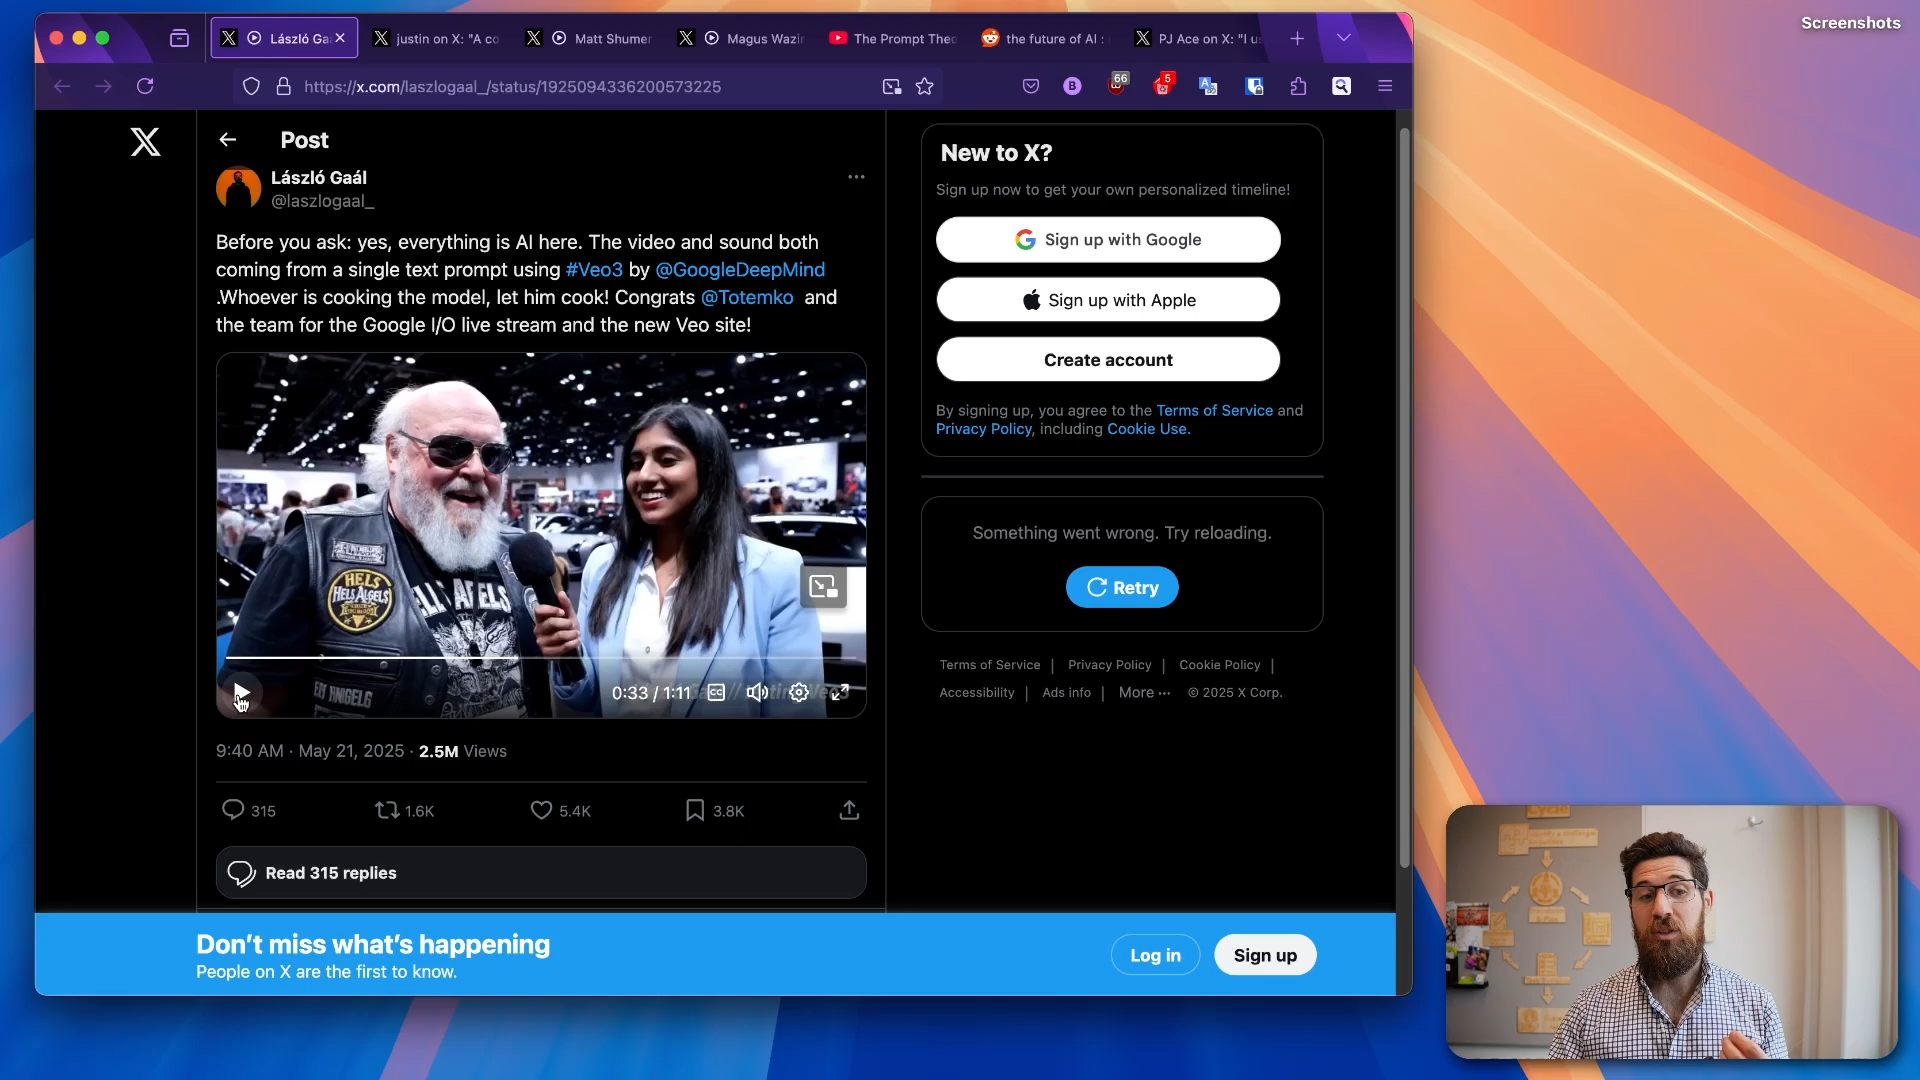 Screenshots
László Ga
justin on X: "A co
Matt Shumer
Magus Wazir
The Prompt Theo
the future of AI :
PJ Ace on X: "I u
https://x.com/laszlogaal_/status/1925094336200573225
66
B
5
Post
László Gaál
@laszlogaal_
Before you ask: yes, everything is AI here. The video and sound both
coming from a single text prompt using #Veo3 by @GoogleDeepMind
.Whoever is cooking the model, let him cook! Congrats @Totemko and
the team for the Google I/O live stream and the new Veo site!
HELS
HELSALGELS
0:33 / 1:11
CC
9:40 AM · May 21, 2025 · 2.5M Views
315
1.6K
5.4K
3.8K
Read 315 replies
New to X?
Sign up now to get your own personalized timeline!
Sign up with Google
Sign up with Apple
Create account
By signing up, you agree to the Terms of Service and
Privacy Policy, including Cookie Use.
Something went wrong. Try reloading.
Retry
Terms of Service | Privacy Policy | Cookie Policy |
Accessibility | Ads info | More ··· © 2025 X Corp.
Don't miss what's happening
People on X are the first to know.
Log in
Sign up